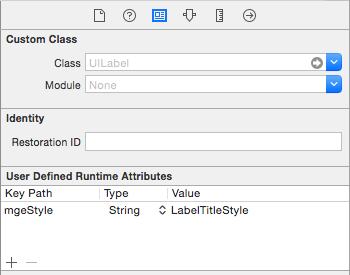 Custom Class
Class UILabel
Module None
Identity
Restoration ID
User Defined Runtime Attributes
Key Path Type Value
mgeStyle String LabelTitleStyle